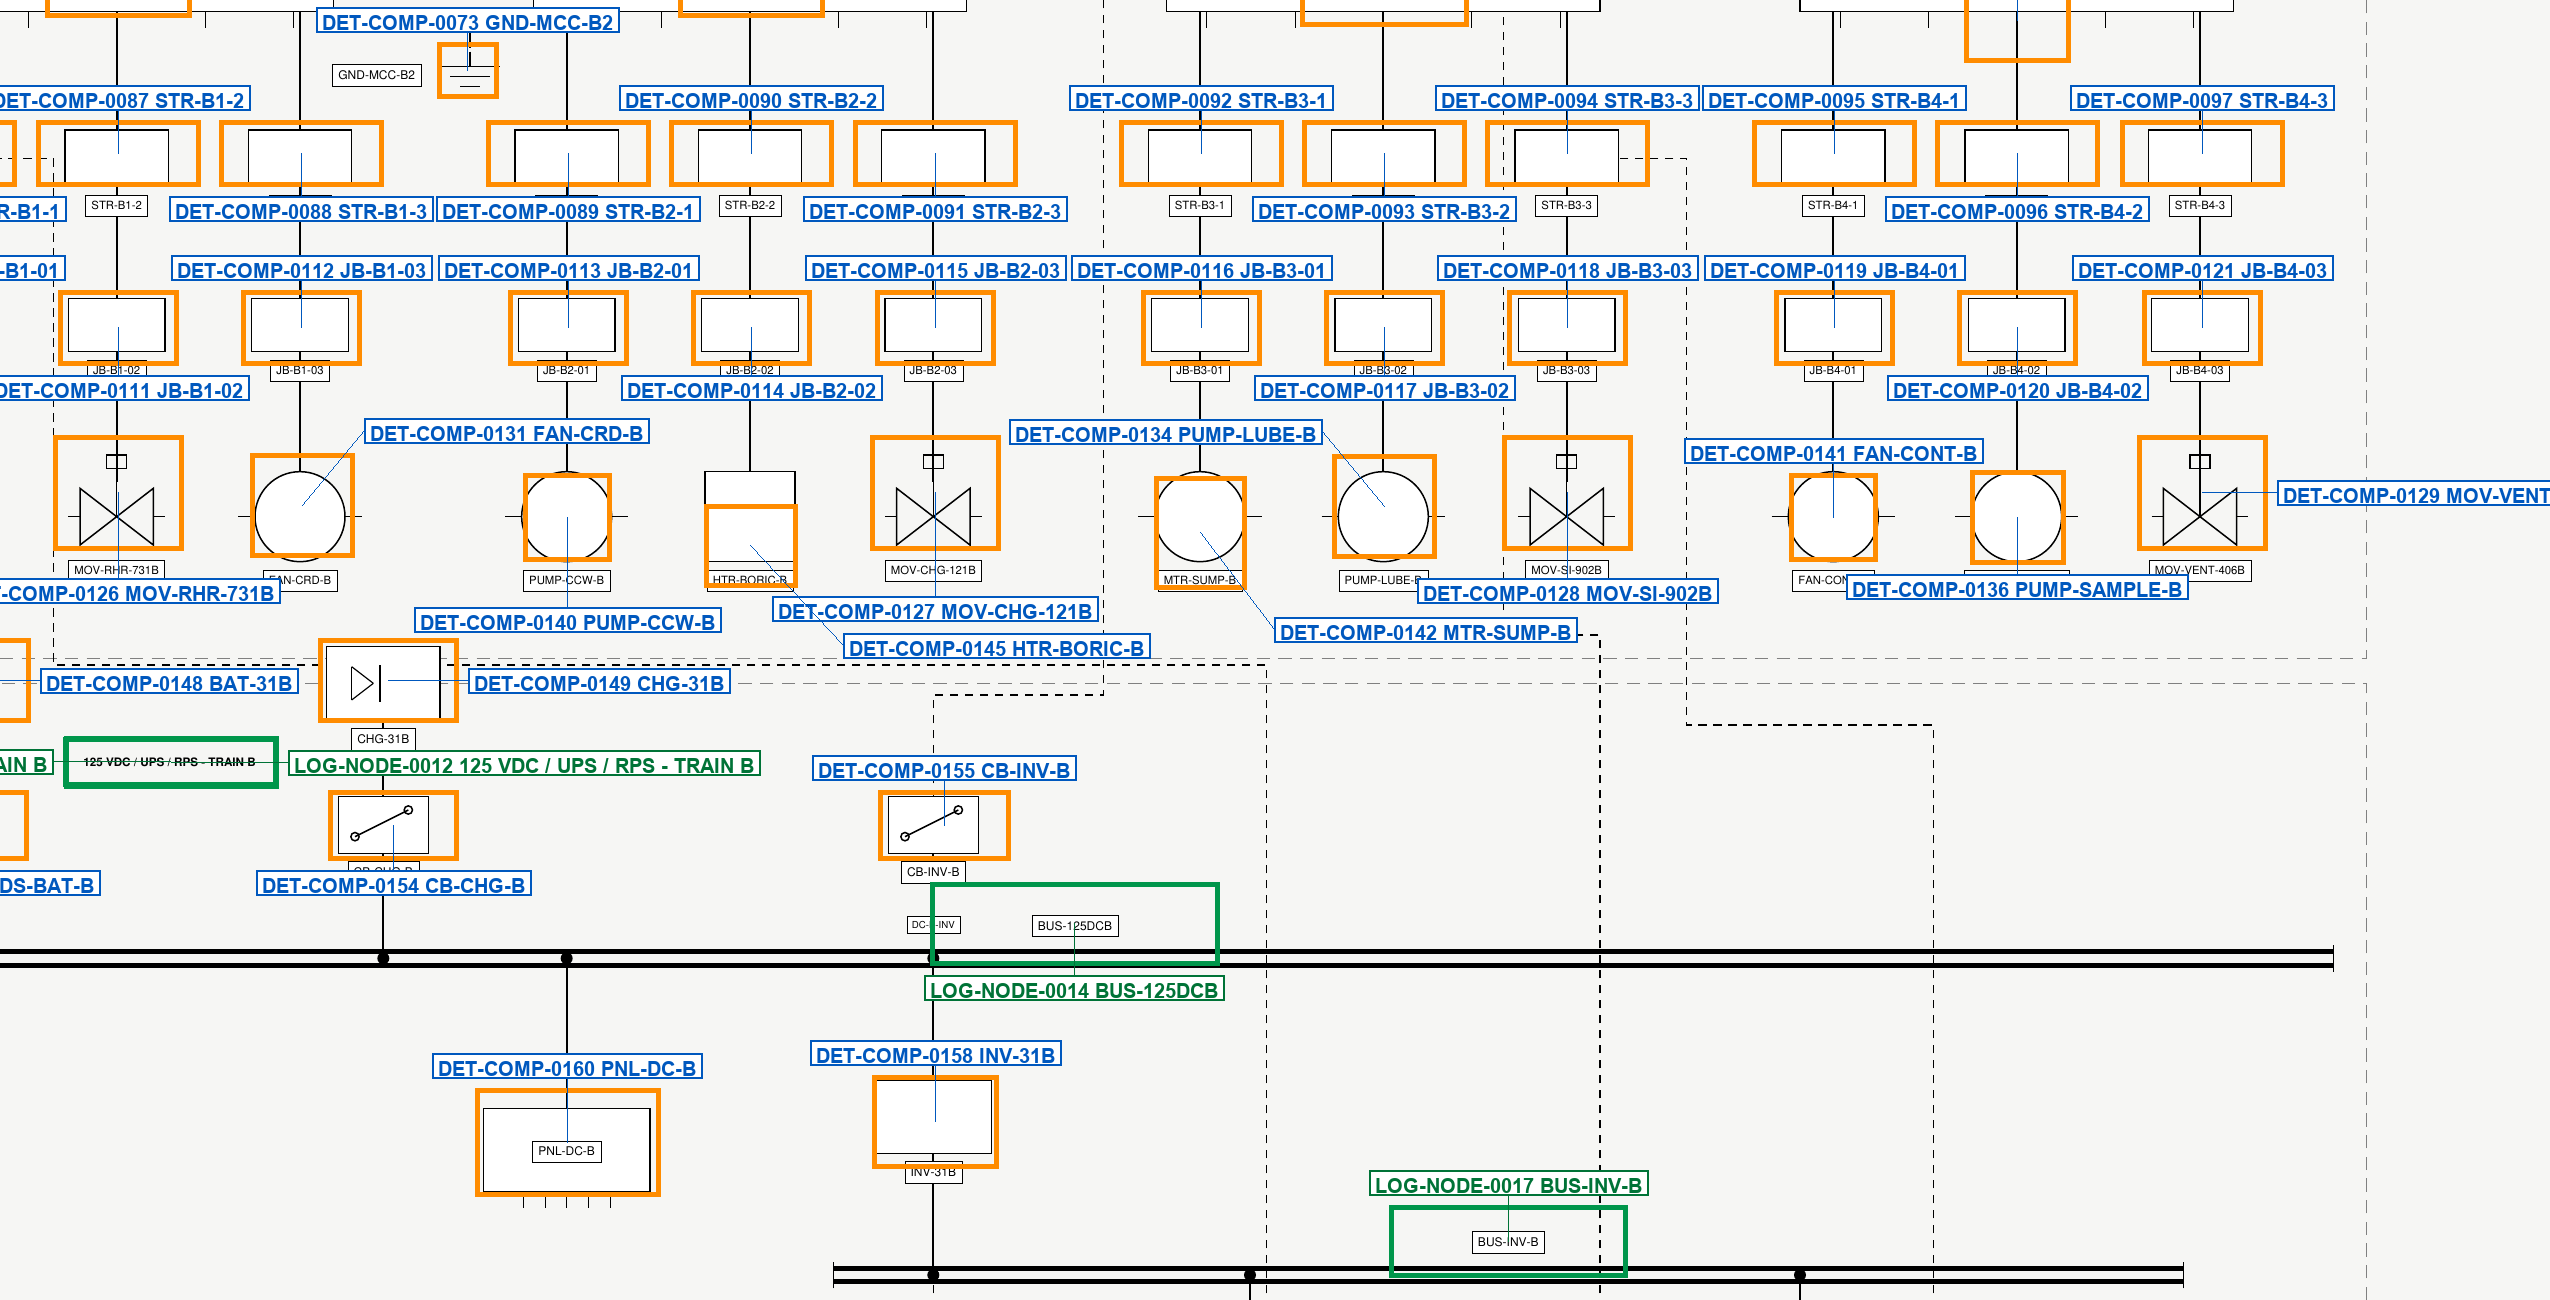 DET-COMP-0073 GND-MCC-B2
GND-MCC-B2
DET-COMP-0087 STR-B1-2
DET-COMP-0090 STR-B2-2
DET-COMP-0092 STR-B3-1
DET-COMP-0094 STR-B3-3
DET-COMP-0095 STR-B4-1
DET-COMP-0097 STR-B4-3
R-B1-1
STR-B1-2
DET-COMP-0088 STR-B1-3
DET-COMP-0089 STR-B2-1
STR-B2-2
DET-COMP-0091 STR-B2-3
STR-B3-1
DET-COMP-0093 STR-B3-2
STR-B3-3
STR-B4-1
DET-COMP-0096 STR-B4-2
STR-B4-3
-B1-01
DET-COMP-0112 JB-B1-03
DET-COMP-0113 JB-B2-01
DET-COMP-0115 JB-B2-03
DET-COMP-0116 JB-B3-01
DET-COMP-0118 JB-B3-03
DET-COMP-0119 JB-B4-01
DET-COMP-0121 JB-B4-03
JB-B1-02
JB-B1-03
JB-B2-01
JB-B2-02
JB-B2-03
JB-B3-01
JB-B3-02
JB-B3-03
JB-B4-01
JB-B4-02
JB-B4-03
DET-COMP-0111 JB-B1-02
DET-COMP-0114 JB-B2-02
DET-COMP-0117 JB-B3-02
DET-COMP-0120 JB-B4-02
DET-COMP-0131 FAN-CRD-B
DET-COMP-0134 PUMP-LUBE-B
DET-COMP-0141 FAN-CONT-B
DET-COMP-0129 MOV-VENT
MOV-RHR-731B
FAN-CRD-B
PUMP-CCW-B
HTR-BORIC-B
MOV-CHG-121B
MTR-SUMP-B
PUMP-LUBE-B
MOV-SI-902B
FAN-CON
MOV-VENT-406B
-COMP-0126 MOV-RHR-731B
DET-COMP-0140 PUMP-CCW-B
DET-COMP-0127 MOV-CHG-121B
DET-COMP-0128 MOV-SI-902B
DET-COMP-0136 PUMP-SAMPLE-B
DET-COMP-0145 HTR-BORIC-B
DET-COMP-0142 MTR-SUMP-B
DET-COMP-0148 BAT-31B
DET-COMP-0149 CHG-31B
CHG-31B
AIN B
125 VDC / UPS / RPS - TRAIN B
LOG-NODE-0012 125 VDC / UPS / RPS - TRAIN B
DET-COMP-0155 CB-INV-B
CB-INV-B
DS-BAT-B
DET-COMP-0154 CB-CHG-B
BUS-125DCB
LOG-NODE-0014 BUS-125DCB
DET-COMP-0160 PNL-DC-B
DET-COMP-0158 INV-31B
PNL-DC-B
INV-31B
LOG-NODE-0017 BUS-INV-B
BUS-INV-B